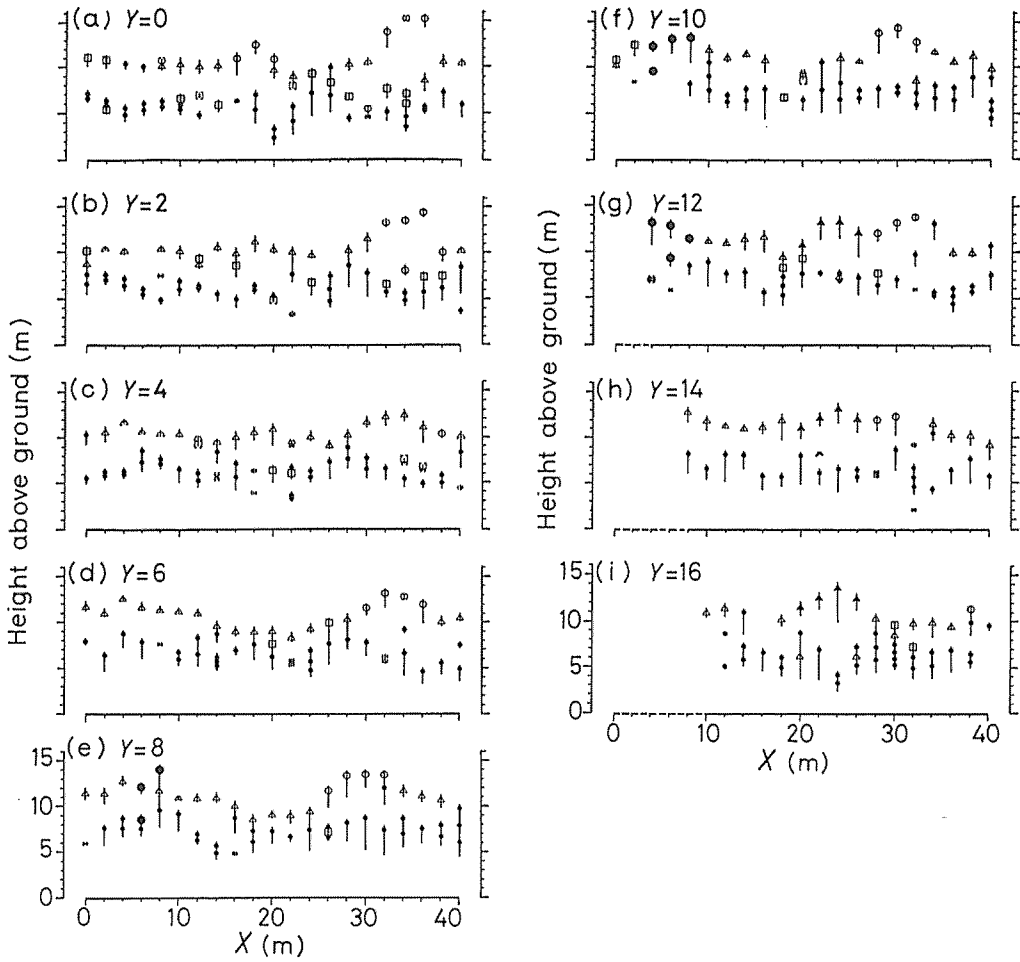 (a) Y=0
(b) Y=2
(c) Y=4
(d) Y=6
(e) Y=8
15
10
5
0
0 10 20 30 40
X (m)
Height above ground (m)
(f) Y=10
(g) Y=12
(h) Y=14
(i) Y=16
15
10
5
0
0 10 20 30 40
X (m)
Height above ground (m)